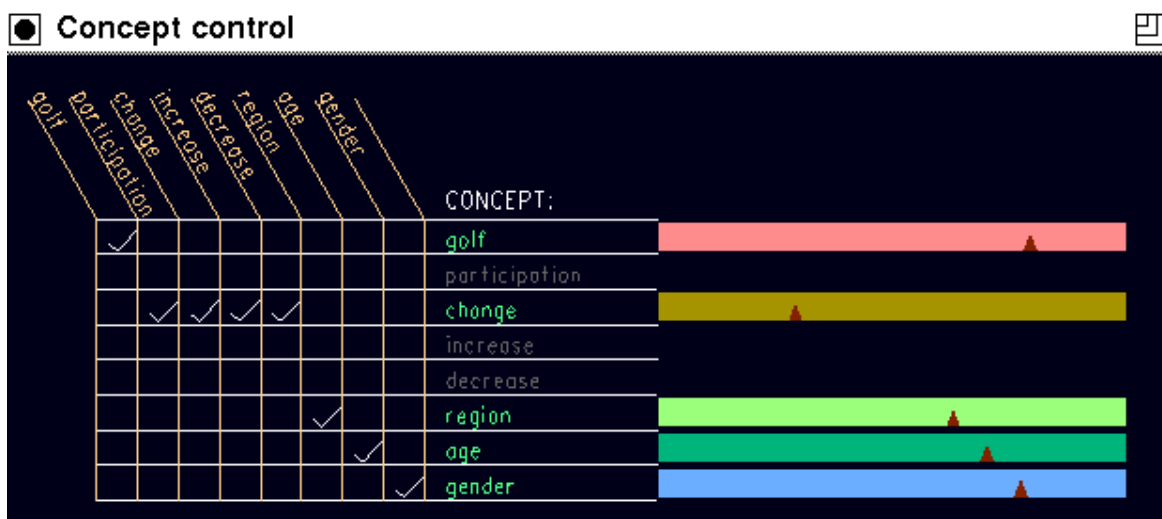 Concept control
golf
participation
change
increase
decrease
region
age
gender
CONCEPT:
golf
participation
change
increase
decrease
region
age
gender